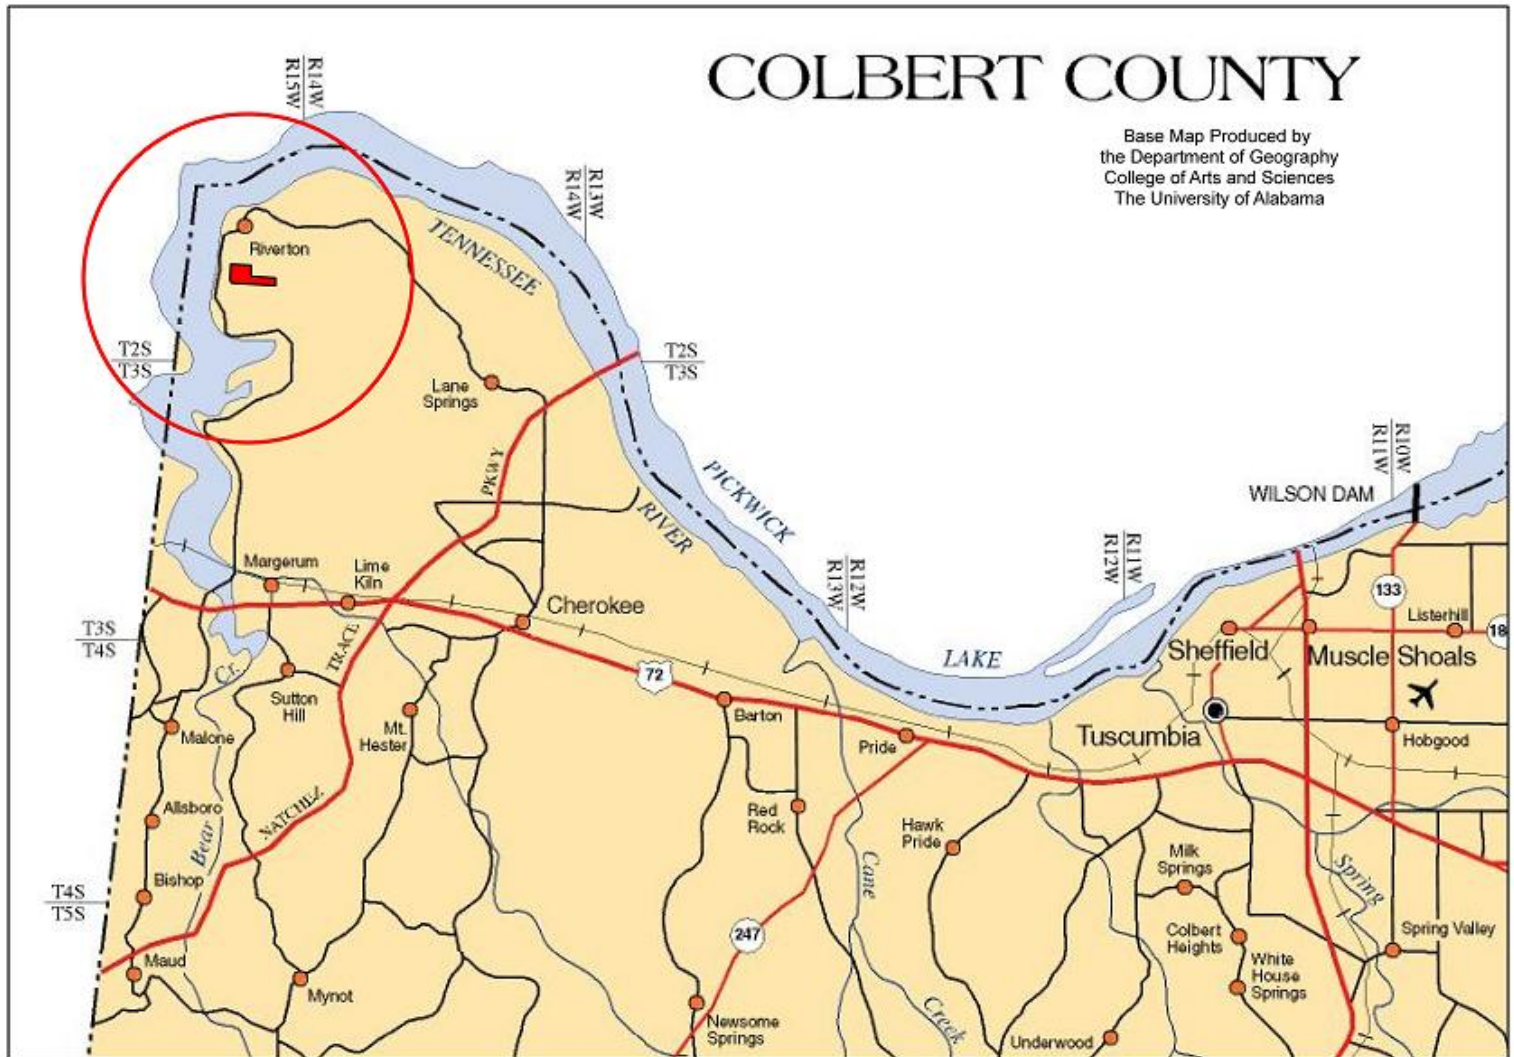 COLBERT COUNTY
Base Map Produced by
the Department of Geography
College of Arts and Sciences
The University of Alabama
R14W
R15W
R13W
R14W
Riverton
TENNESSEE
T2S
T3S
T2S
T3S
Lane
Springs
PKWY
PICKWICK
RIVER
R10W
R11W
WILSON DAM
R11W
R12W
R12W
R13W
Margerum
Lime
Kiln
Cherokee
133
Listerhill
18
T3S
T4S
TRACE
LAKE
Sheffield
Muscle Shoals
Cr.
72
Sutton
Hill
Mt.
Hester
Barton
Malone
Pride
Tuscumbia
Hobgood
Allsboro
NATCHEZ
Red
Rock
Hawk
Pride
Bear
Cane
Milk
Springs
Spring
Bishop
T4S
T5S
247
Colbert
Heights
Spring Valley
Maud
White
House
Springs
Mynot
Newsome
Springs
Creek
Underwood